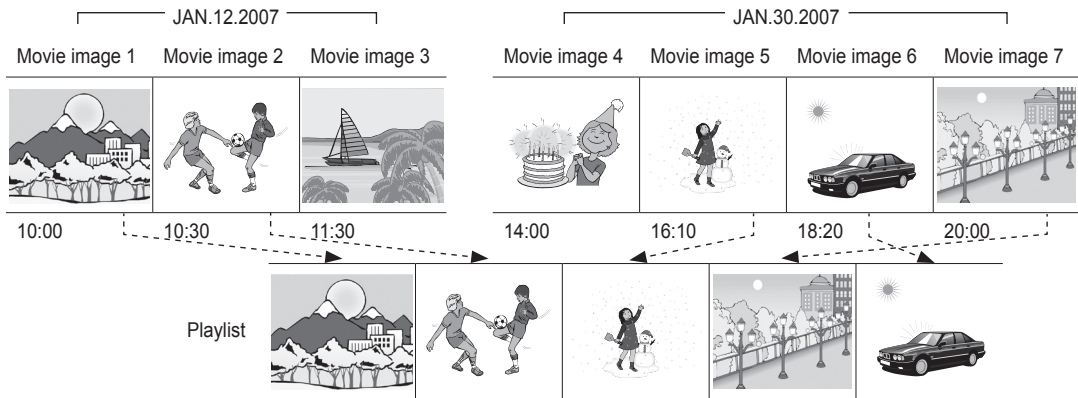 JAN.12.2007 JAN.30.2007
Movie image 1 Movie image 2 Movie image 3 Movie image 4 Movie image 5 Movie image 6 Movie image 7
10:00 10:30 11:30 14:00 16:10 18:20 20:00
Playlist